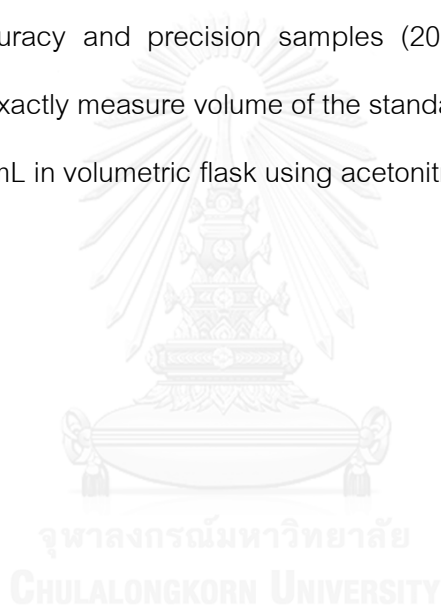 uracy and precision samples (20
xactly measure volume of the standa
mL in volumetric flask using acetonit
จุฬาลงกรณ์มหาวิทยาลัย
CHULALONGKORN UNIVERSITY